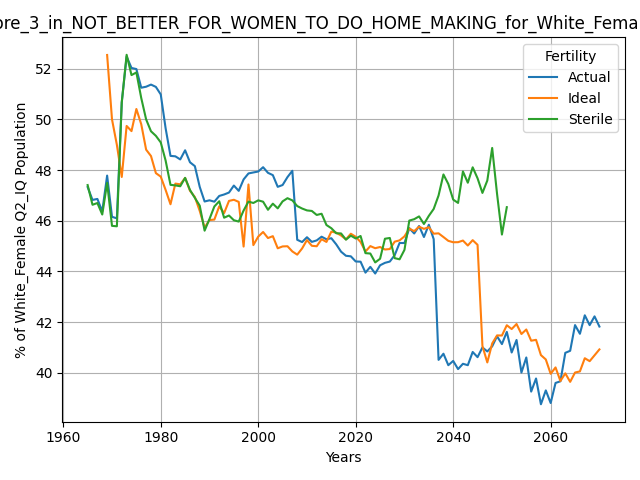 ore_3_in_NOT_BETTER_FOR_WOMEN_TO_DO_HOME_MAKING_for_White_Fema
Fertility
Actual
Ideal
Sterile
% of White_Female Q2_IQ Population
52
50
48
46
44
42
40
1960
1980
2000
2020
2040
2060
Years